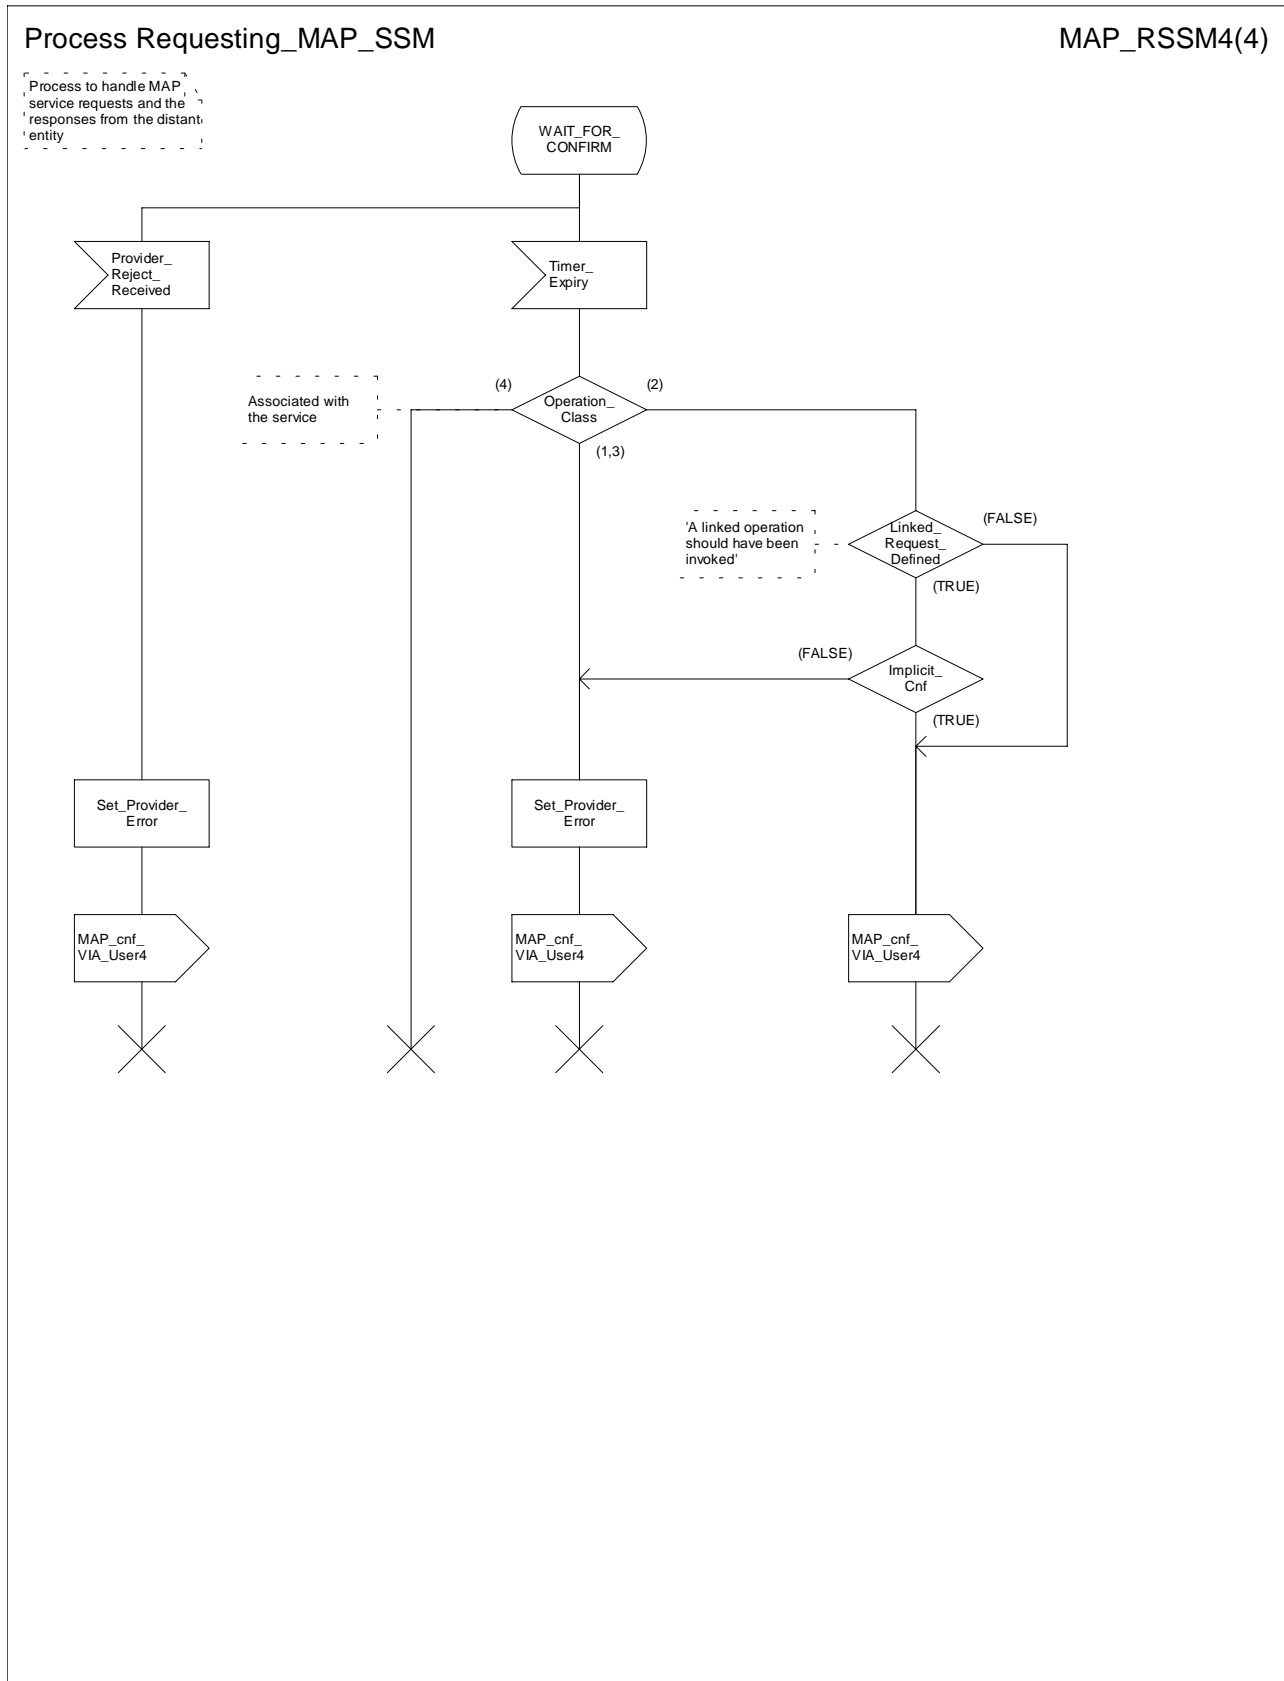 Process Requesting_MAP_SSM
MAP_RSSM4(4)
Process to handle MAP
service requests and the
responses from the distant
entity
WAIT_FOR_
CONFIRM
Provider_
Reject_
Received
Timer_
Expiry
Associated with
the service
(4)
Operation_
Class
(2)
(1,3)
'A linked operation
should have been
invoked'
Linked_
Request_
Defined
(FALSE)
(TRUE)
(FALSE)
Implicit_
Cnf
(TRUE)
Set_Provider_
Error
Set_Provider_
Error
MAP_cnf_
VIA_User4
MAP_cnf_
VIA_User4
MAP_cnf_
VIA_User4